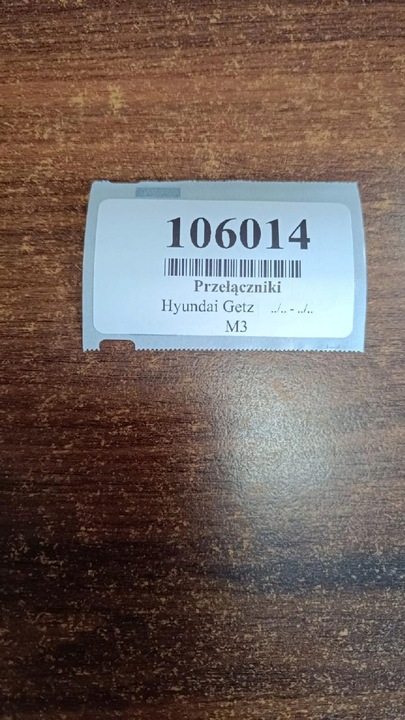 106014
Przełączniki
Hyundai Getz ../.. - ../..
M3